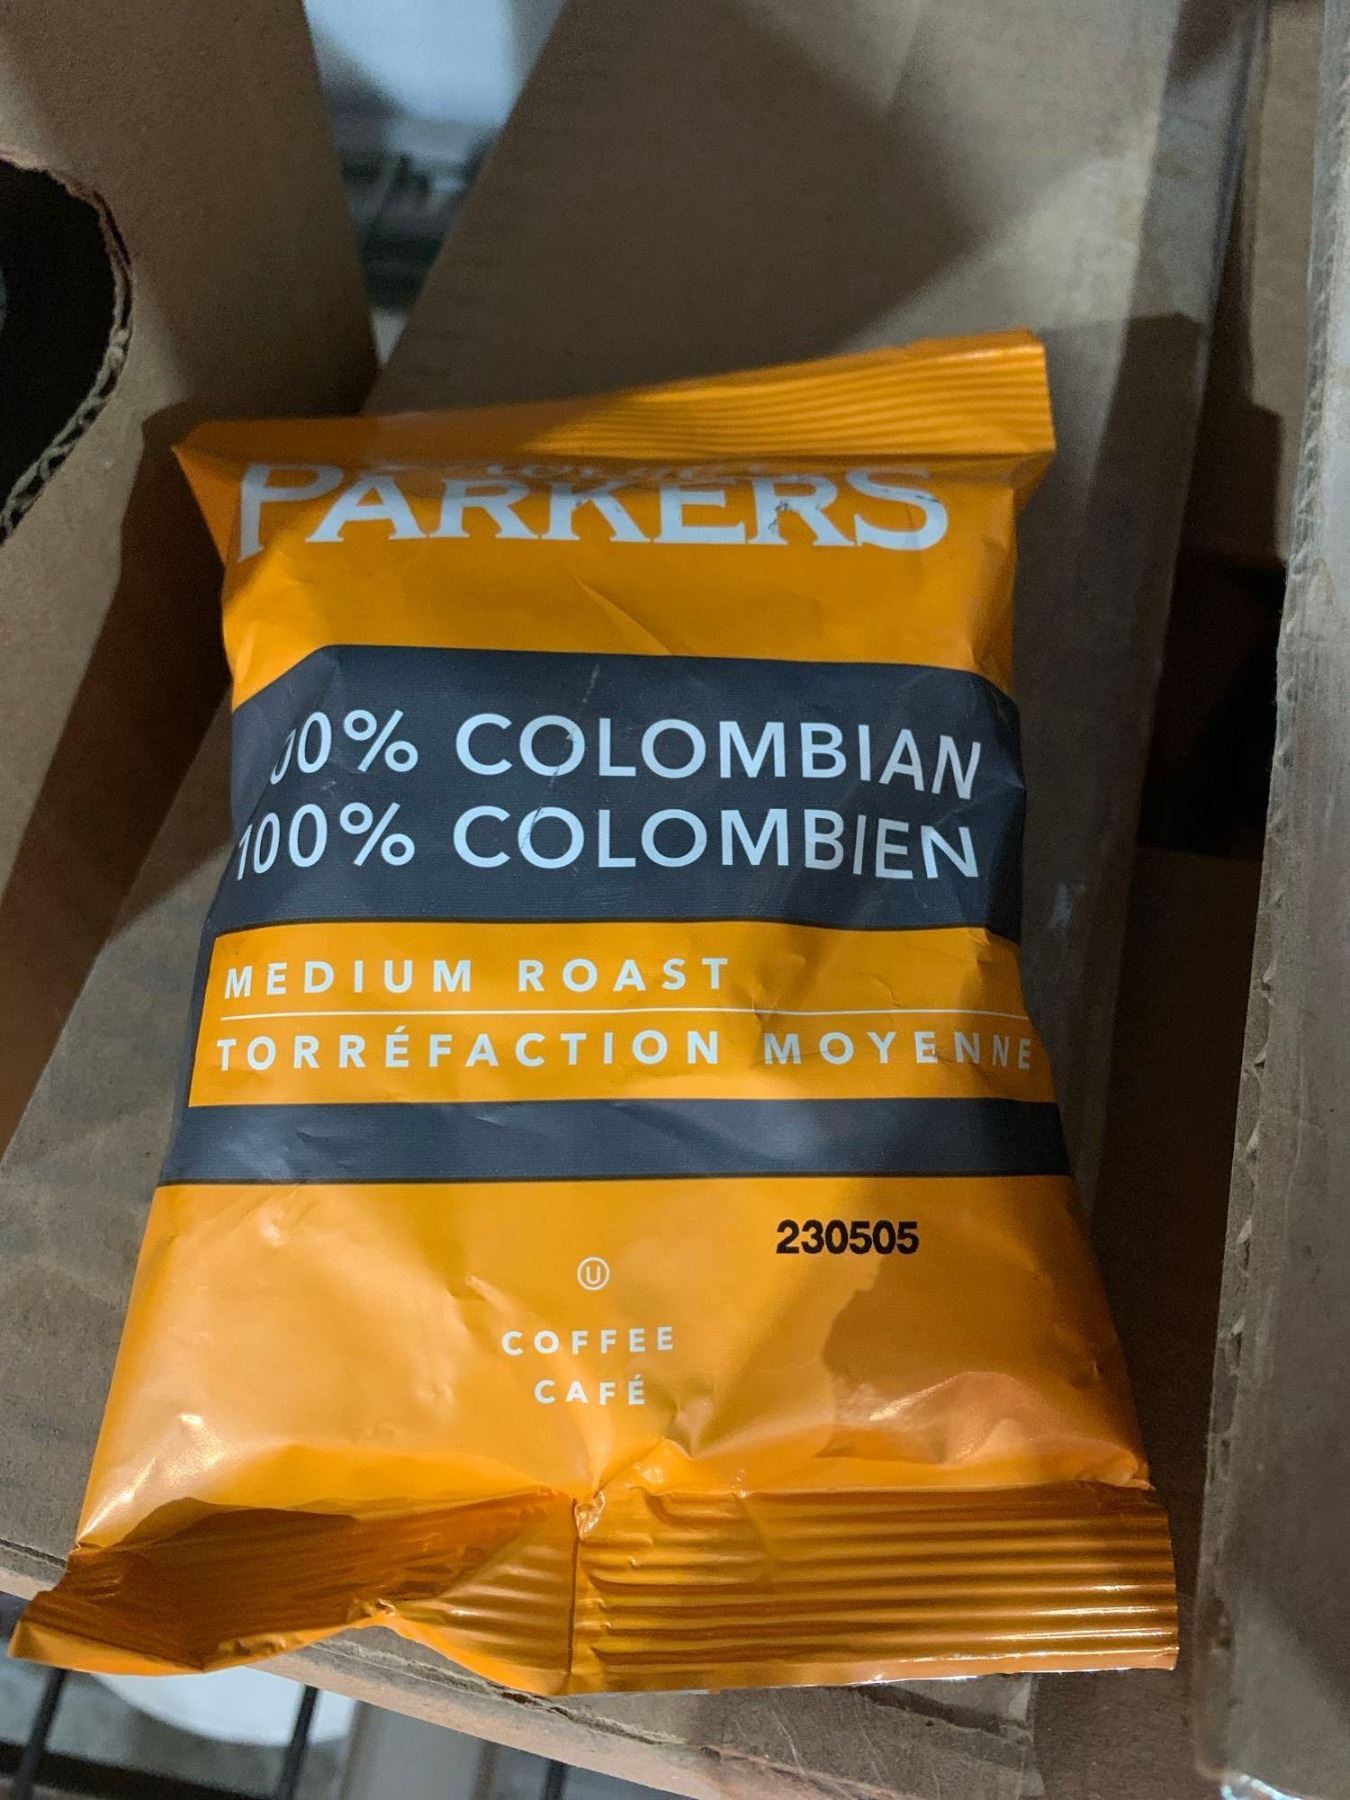 PARKERS
00% COLOMBIAN
100% COLOMBIEN
MEDIUM ROAST
TORRÉFACTION MOYENNE
230505
U
COFFEE
CAFÉ